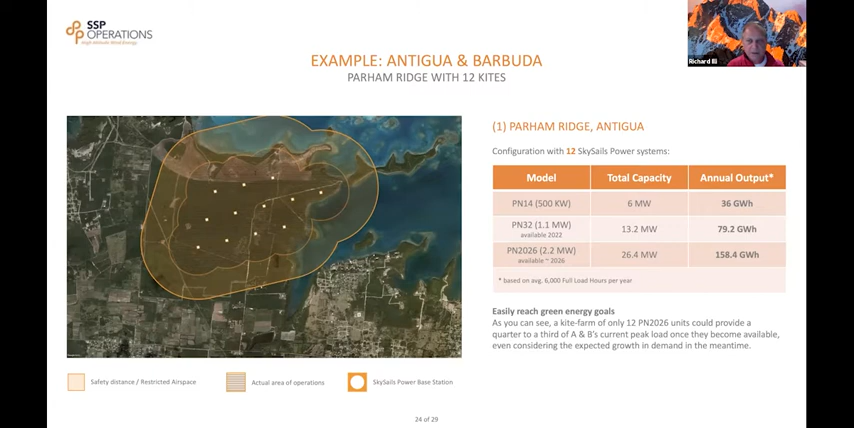 SSP
OPERATIONS
High Altitude Wind Energy
Richard Illi
EXAMPLE: ANTIGUA & BARBUDA
PARHAM RIDGE WITH 12 KITES
(1) PARHAM RIDGE, ANTIGUA
Configuration with 12 SkySails Power systems:
Model Total Capacity Annual Output*
PN14 (500 KW) 6 MW 36 GWh
PN32 (1.1 MW) 13.2 MW 79.2 GWh
available 2022
PN2026 (2.2 MW) 26.4 MW 158.4 GWh
available ~ 2026
* based on avg. 6,000 Full Load Hours per year
Easily reach green energy goals
As you can see, a kite-farm of only 12 PN2026 units could provide a
quarter to a third of A & B's current peak load once they become available,
even considering the expected growth in demand in the meantime.
Safety distance / Restricted Airspace
Actual area of operations
SkySails Power Base Station
24 of 29